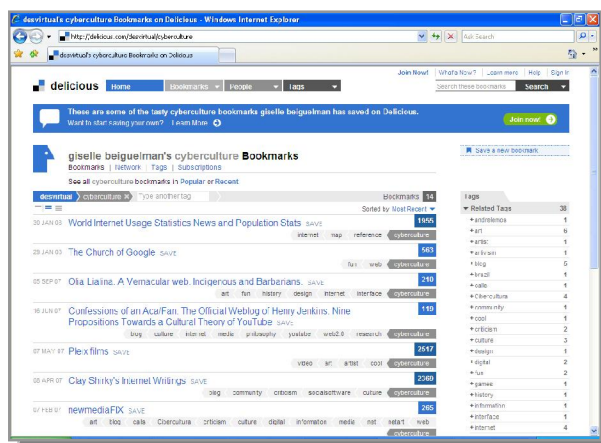 desvirtual's cyberculture Bookmarks on Delicious - Windows Internet Explorer
http://delicious.com/desvirtual/cyberculture
Ask Search
desvirtual's cyberculture Bookmarks on Delicious
Join Now! What's New? Learn more Help Sign In
delicious Home Bookmarks People Tags Search these bookmarks Search
These are some of the tasty cyberculture bookmarks giselle beiguelman has saved on Delicious.
Want to start saving your own? Learn More
Join now!
Save a new bookmark
giselle beiguelman's cyberculture Bookmarks
Bookmarks | Network | Tags | Subscriptions
See all cyberculture bookmarks in Popular or Recent
desvirtual cyberculture Type another tag Bookmarks 14
Sorted by Most Recent
30 JAN 08 World Internet Usage Statistics News and Population Stats SAVE 1955
internet map reference cyberculture
The Church of Google SAVE 563
fun web cyberculture
05 SEP 07 Olia Lialina. A Vernacular web. Indigenous and Barbarians. SAVE 210
art fun history design internet interface cyberculture
16 JUN 07 Confessions of an Aca/Fan: The Official Weblog of Henry Jenkins. Nine 119
Propositions Towards a Cultural Theory of YouTube SAVE
blog culture internet media philosophy youtube web2.0 research cyberculture
07 MAY 07 Pleix films SAVE 2517
video art artist cool cyberculture
Clay Shirky's Internet Writings SAVE 2369
blog community criticism socialsoftware culture cyberculture
07 FEB 07 newmediaFIX SAVE 265
art blog caiia Cibercultura criticism culture digital information media net netart web
cyberculture
Tags
Related Tags 38
andrelemos 1
art 6
artist 1
artivism 1
blog 5
brazil 1
caiia 1
Cibercultura 4
community 1
cool 1
criticism 2
culture 3
design 1
digital 2
fun 2
games 1
history 1
information 1
interface 1
internet 4